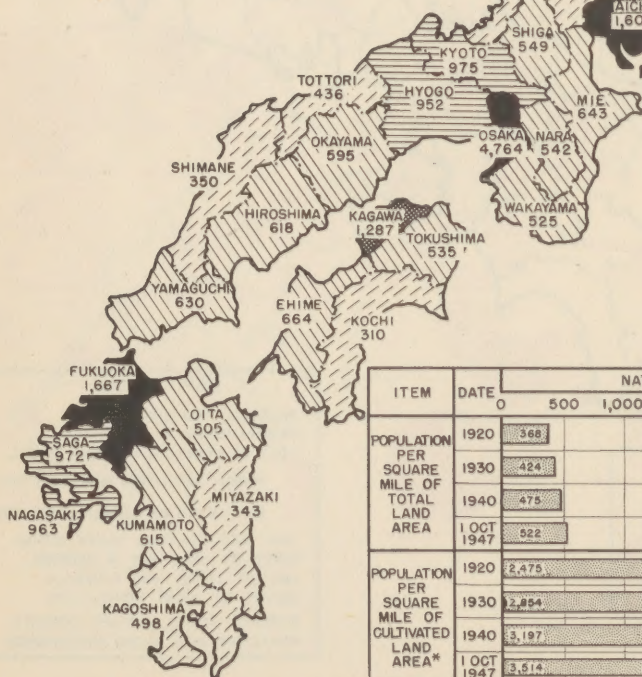 AICHI
1,60
SHIGA
549
KYOTO
975
TOTTORI
436
HYOGO
952
MIE
643
OKAYAMA
595
OSAKA
4,764
NARA
542
SHIMANE
350
HIROSHIMA
618
KAGAWA
1,287
WAKAYAMA
525
TOKUSHIMA
535
YAMAGUCHI
630
EHIME
664
KOCHI
310
FUKUOKA
1,667
OITA
505
SAGA
972
MIYAZAKI
343
NAGASAKI
963
KUMAMOTO
615
KAGOSHIMA
498
ITEM DATE NA
0 500 1,000
POPULATION
PER
SQUARE
MILE OF
TOTAL
LAND
AREA
1920 368
1930 424
1940 475
1 OCT
1947 522
POPULATION
PER
SQUARE
MILE OF
CULTIVATED
LAND
AREA*
1920 2,475
1930 2,854
1940 3,197
1 OCT
1947 3,514